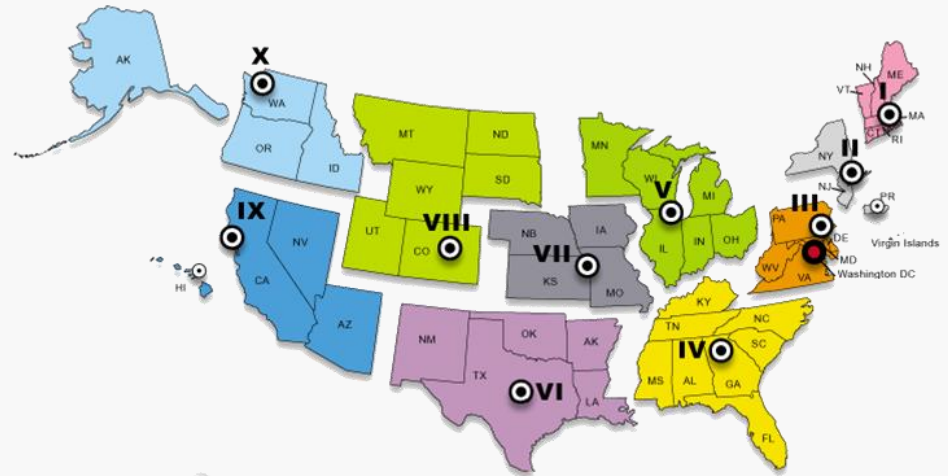 AK
X
WA
OR
ID
MT
ND
SD
WY
UT
CO
VIII
IX
NV
CA
AZ
HI
MN
WI
MI
V
IL
IN
OH
NB
IA
VII
KS
MO
NM
OK
AK
TX
LA
VI
KY
TN
NC
SC
IV
MS
AL
GA
FL
NH
ME
VT
I
MA
CT
RI
II
NY
NJ
PR
Virgin Islands
III
PA
DE
MD
Washington DC
WV
VA